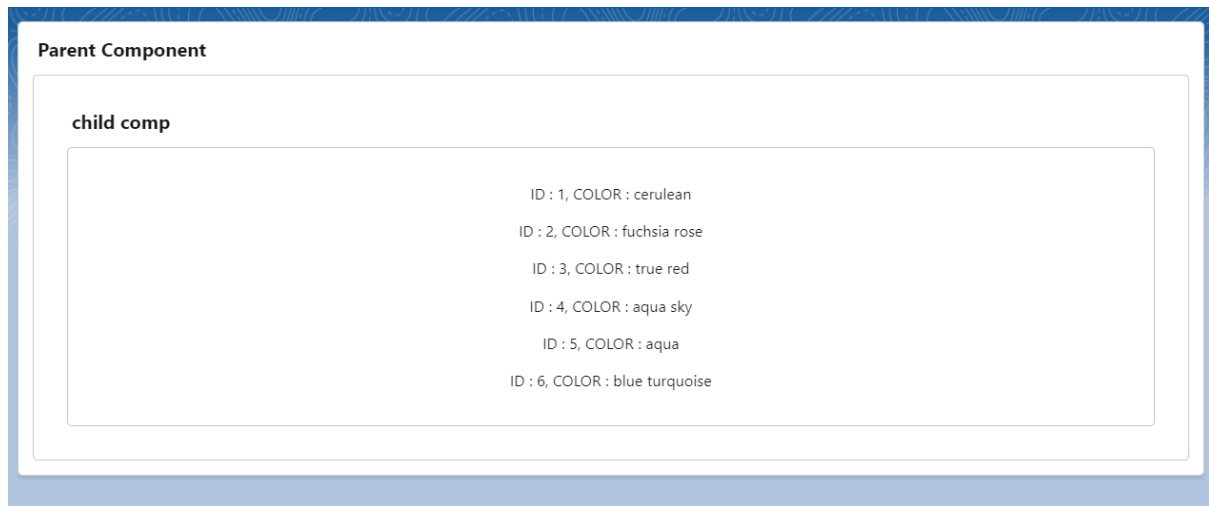 Parent Component
child comp
ID : 1, COLOR : cerulean
ID : 2, COLOR : fuchsia rose
ID : 3, COLOR : true red
ID : 4, COLOR : aqua sky
ID : 5, COLOR : aqua
ID : 6, COLOR : blue turquoise